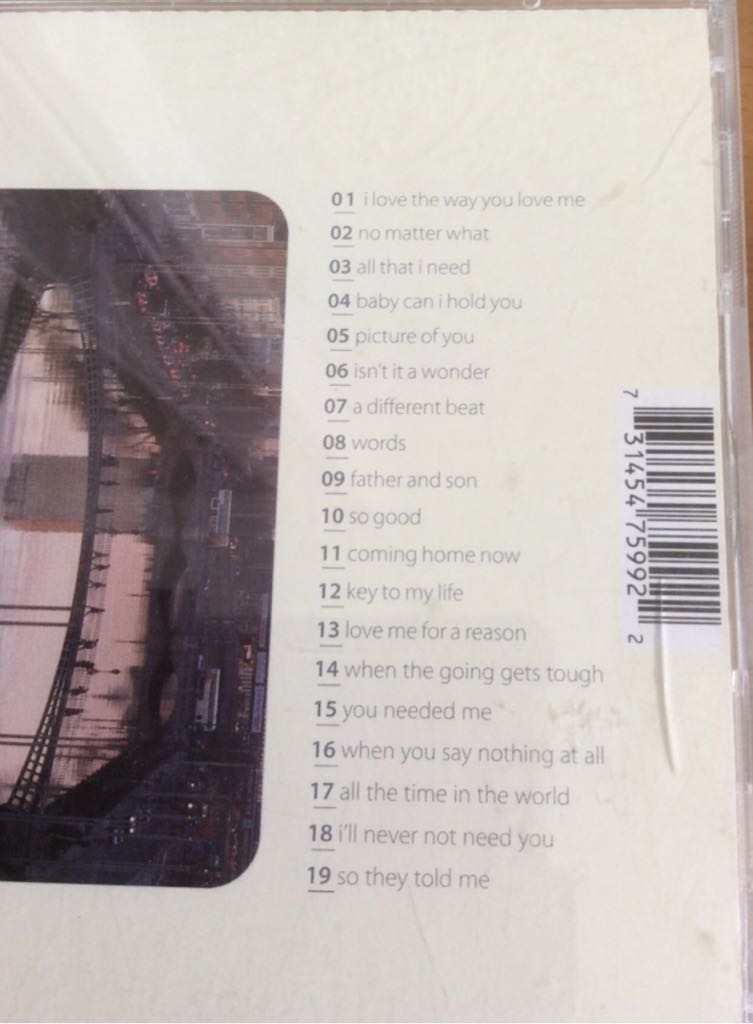 01 i love the way you love me
02 no matter what
03 all that i need
04 baby can i hold you
05 picture of you
06 isn't it a wonder
07 a different beat
08 words
09 father and son
10 so good
11 coming home now
12 key to my life
13 love me for a reason
14 when the going gets tough
15 you needed me
16 when you say nothing at all
17 all the time in the world
18 i'll never not need you
19 so they told me
7 31454 75992 2